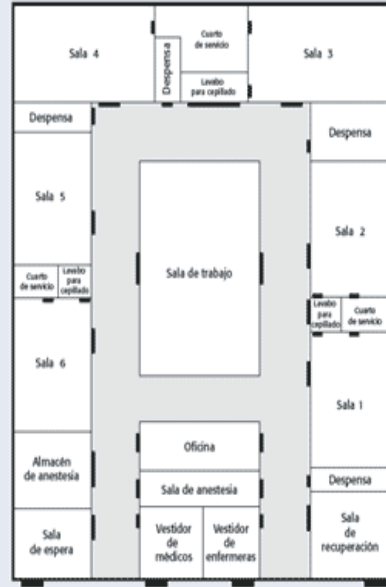 Sala 4
Despensa
Cuarto
de servicio
Lavabo
para cepillado
Sala 3
Despensa
Despensa
Sala 5
Sala 2
Sala de trabajo
Cuarto
de servicio
Lavabo
para
cepillado
Lavabo
para
cepillado
Cuarto
de servicio
Sala 6
Sala 1
Oficina
Almacén
de anestesia
Sala de anestesia
Despensa
Sala
de espera
Vestidor
de
médicos
Vestidor
de
enfermeras
Sala
de
recuperación